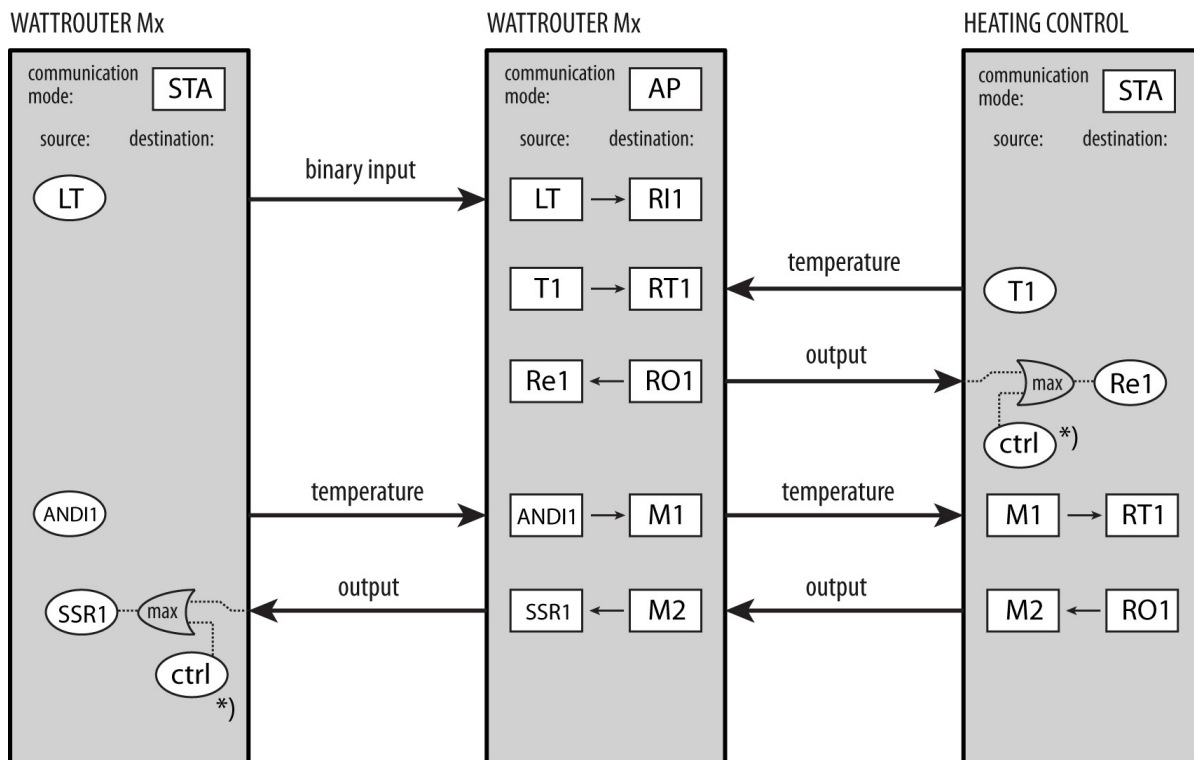 WATTROUTER Mx
WATTROUTER Mx
HEATING CONTROL
communication
mode:
STA
source:
destination:
LT
ANDI1
SSR1
max
ctrl
*)
binary input
temperature
output
communication
mode:
AP
source:
destination:
LT
RI1
T1
RT1
Re1
RO1
ANDI1
M1
SSR1
M2
temperature
output
temperature
output
communication
mode:
STA
source:
destination:
T1
max
Re1
ctrl
*)
M1
RT1
M2
RO1